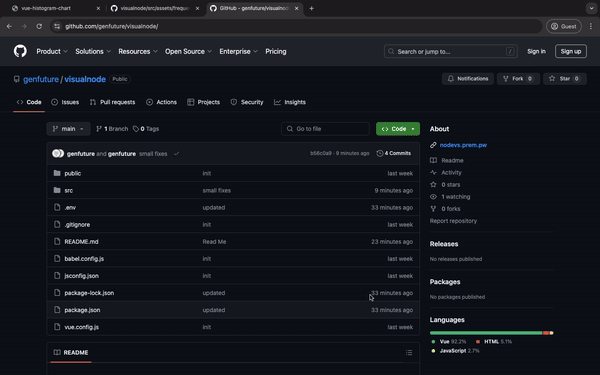 vue-histogram-chart
visualnode/src/assets/freque
GitHub - genfuture/visualnod
github.com/genfuture/visualnode/
Guest
Product
Solutions
Resources
Open Source
Enterprise
Pricing
Search or jump to...
/
Sign in
Sign up
genfuture / visualnode
Public
Notifications
Fork 0
Star 0
Code
Issues
Pull requests
Actions
Projects
Security
Insights
main
1 Branch
0 Tags
Go to file
Code
genfuture and genfuture small fixes
b56c0a9 · 9 minutes ago
4 Commits
public init last week
src small fixes 9 minutes ago
.env updated 33 minutes ago
.gitignore init last week
README.md Read Me 23 minutes ago
babel.config.js init last week
jsconfig.json init last week
package-lock.json updated 33 minutes ago
package.json updated 33 minutes ago
vue.config.js init last week
README
About
nodevs.prem.pw
Readme
Activity
0 stars
1 watching
0 forks
Report repository
Releases
No releases published
Packages
No packages published
Languages
Vue 92.2%
HTML 5.1%
JavaScript 2.7%